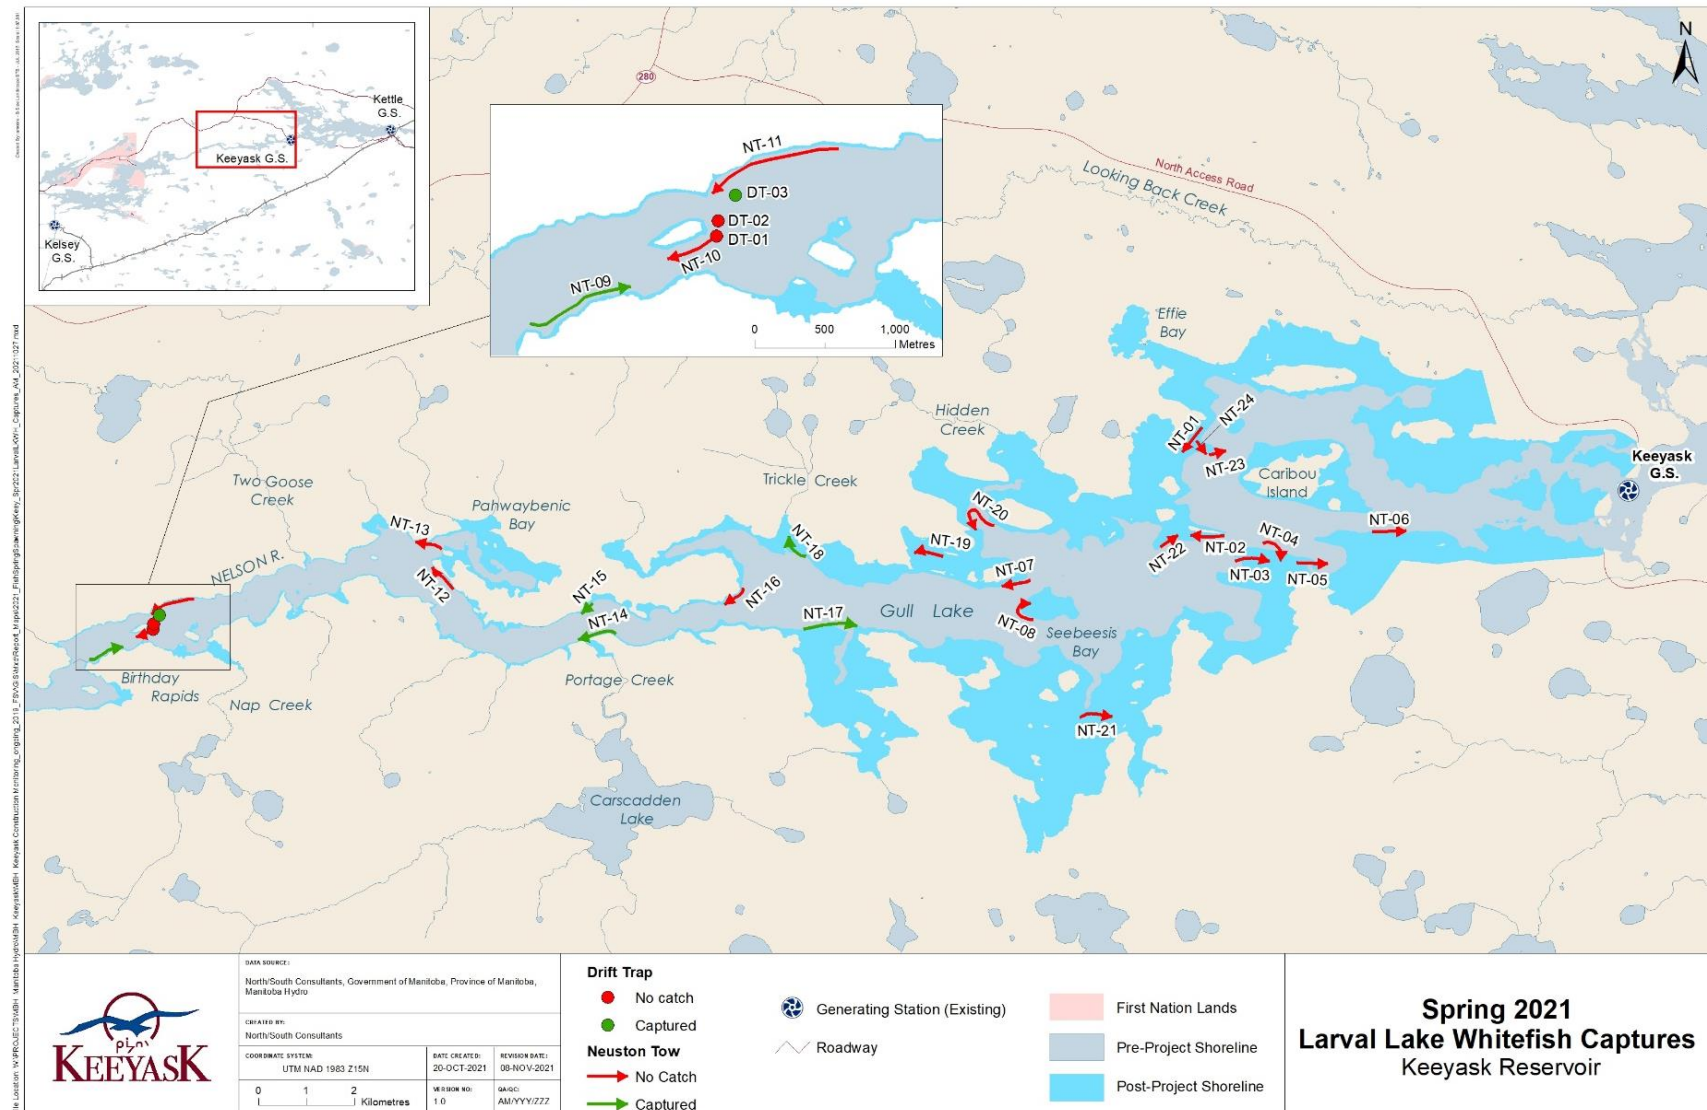 N
280
North Access Road
Looking Back Creek
Kettle
G.S.
Keeyask G.S.
Kelsey
G.S.
NT-11
DT-03
DT-02
DT-01
NT-10
NT-09
0 500 1,000
Metres
Effie
Bay
Hidden
Creek
NT-01
NT-24
NT-23
Caribou
Island
Keeyask
G.S.
Two Goose
Creek
Pahwaybenic
Bay
Trickle Creek
NT-20
NT-13
NT-18
NT-19
NT-06
NT-04
NT-22
NT-02
NT-03
NT-05
NELSON R.
NT-12
NT-15
NT-16
NT-07
NT-14
NT-17
Gull Lake
NT-08
Seebeesis
Bay
Birthday
Rapids
Nap Creek
Portage Creek
NT-21
Carscadden
Lake
KEEYASK
DATA SOURCE:
North/South Consultants, Government of Manitoba, Province of Manitoba,
Manitoba Hydro
CREATED BY:
North/South Consultants
COORDINATE SYSTEM:
UTM NAD 1983 Z15N
DATE CREATED:
20-OCT-2021
REVISION DATE:
08-NOV-2021
0 1 2
Kilometres
VERSION NO:
1.0
QA/QC:
AM/YYY/ZZZ
Drift Trap
No catch
Captured
Neuston Tow
No Catch
Captured
Generating Station (Existing)
Roadway
First Nation Lands
Pre-Project Shoreline
Post-Project Shoreline
Spring 2021
Larval Lake Whitefish Captures
Keeyask Reservoir